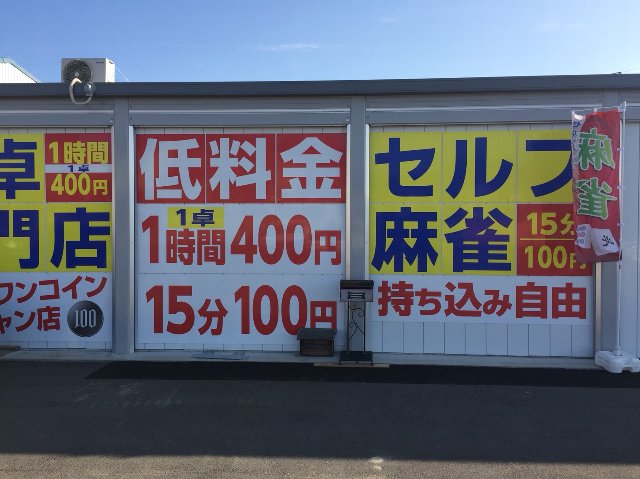 卓
1時間
1卓
400円
門店
ワンコイン
ャン店
100
低料金
1卓
1時間400円
15分100円
セルフ
麻雀
15分
100円
持ち込み自由
麻雀